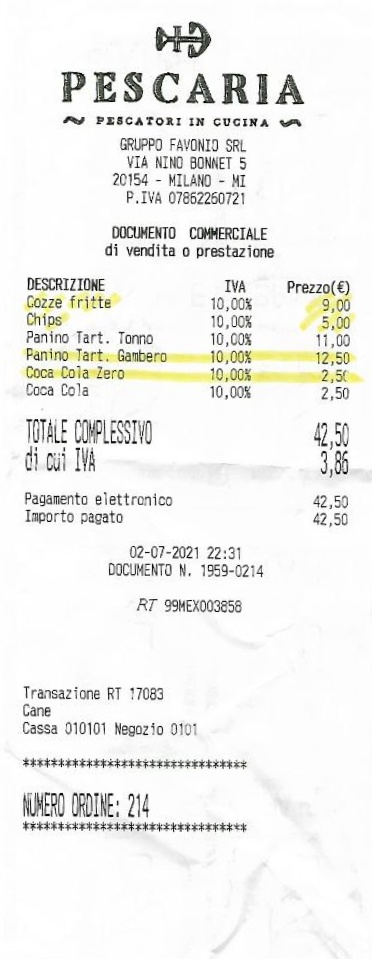 PESCARIA
PESCATORI IN CUCINA
GRUPPO FAVONIO SRL
VIA NINO BONNET 5
20154 - MILANO - MI
P.IVA 07862260721
DOCUMENTO COMMERCIALE
di vendita o prestazione
DESCRIZIONE IVA Prezzo(€)
Cozze fritte 10,00% 9,00
Chips 10,00% 5,00
Panino Tart. Tonno 10,00% 11,00
Panino Tart. Gambero 10,00% 12,50
Coca Cola Zero 10,00% 2,50
Coca Cola 10,00% 2,50
TOTALE COMPLESSIVO 42,50
di cui IVA 3,86
Pagamento elettronico 42,50
Importo pagato 42,50
02-07-2021 22:31
DOCUMENTO N. 1959-0214
RT 99MEX003858
Transazione RT 17083
Cane
Cassa 010101 Negozio 0101
******************************
NUMERO ORDINE: 214
******************************